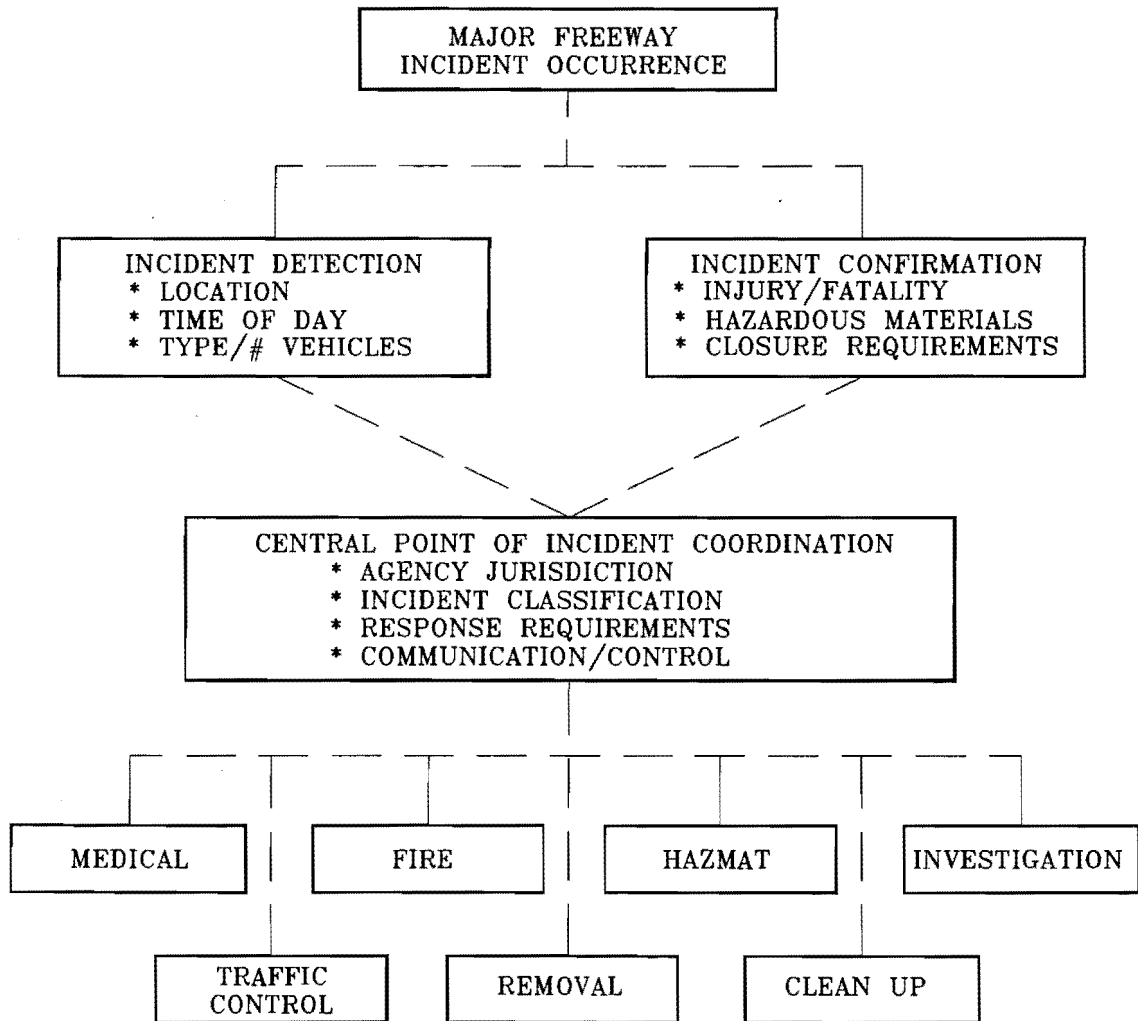 MAJOR FREEWAY
INCIDENT OCCURRENCE
INCIDENT DETECTION
* LOCATION
* TIME OF DAY
* TYPE/# VEHICLES
INCIDENT CONFIRMATION
* INJURY/FATALITY
* HAZARDOUS MATERIALS
* CLOSURE REQUIREMENTS
CENTRAL POINT OF INCIDENT COORDINATION
* AGENCY JURISDICTION
* INCIDENT CLASSIFICATION
* RESPONSE REQUIREMENTS
* COMMUNICATION/CONTROL
MEDICAL
FIRE
HAZMAT
INVESTIGATION
TRAFFIC
CONTROL
REMOVAL
CLEAN UP